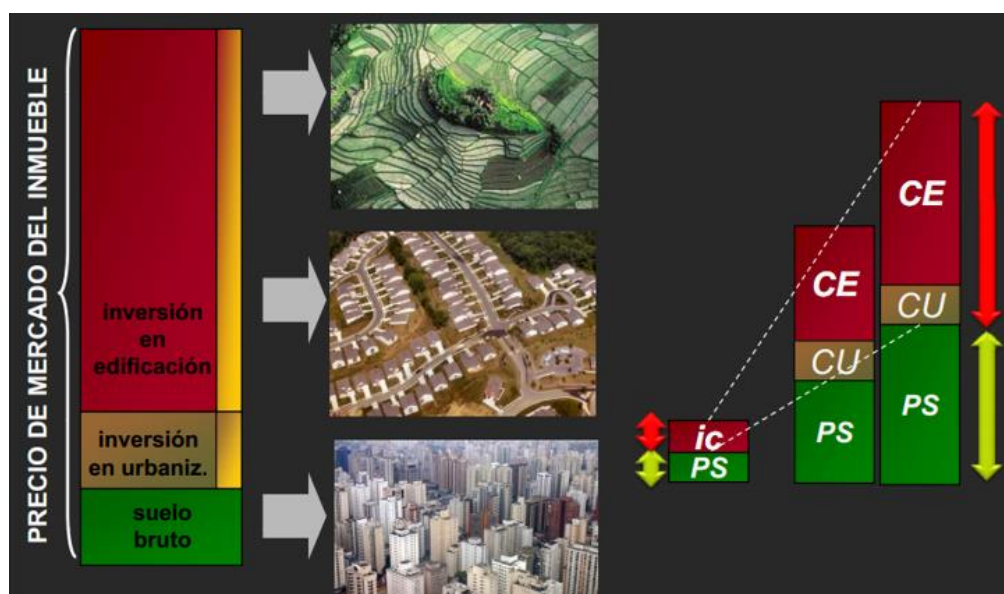 PRECIO DE MERCADO DEL INMUEBLE
inversión
en
edificación
inversión
en urbaniz.
suelo
bruto
ic
PS
CE
CU
PS
CE
CU
PS